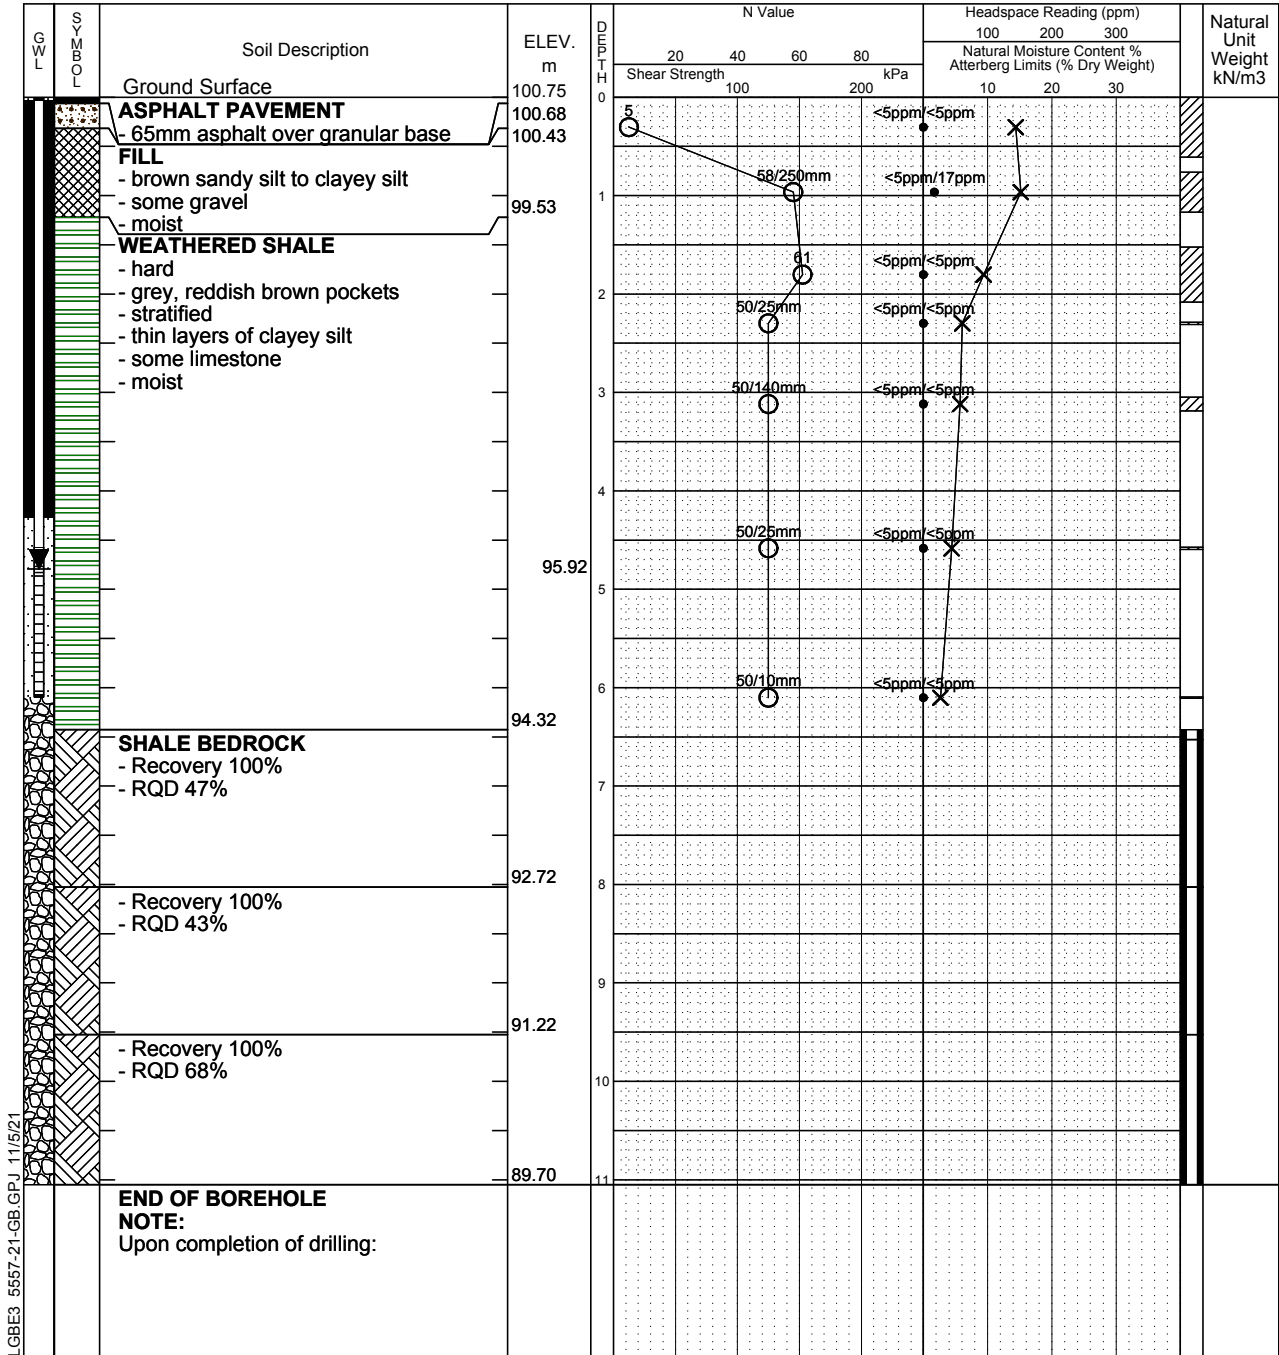 GWL
SYMBOL
Soil Description
ELEV.
m
DEPTH
N Value
20 40 60 80
Shear Strength kPa
100 200
Headspace Reading (ppm)
100 200 300
Natural Moisture Content %
Atterberg Limits (% Dry Weight)
10 20 30
Natural
Unit
Weight
kN/m3
Ground Surface
100.75
0
ASPHALT PAVEMENT
100.68
- 65mm asphalt over granular base
100.43
5
<5ppm/<5ppm
FILL
- brown sandy silt to clayey silt
- some gravel
- moist
99.53
58/250mm
<5ppm/17ppm
1
WEATHERED SHALE
- hard
- grey, reddish brown pockets
- stratified
- thin layers of clayey silt
- some limestone
- moist
61
<5ppm/<5ppm
2
50/25mm
<5ppm/<5ppm
50/140mm
<5ppm/<5ppm
3
4
50/25mm
<5ppm/<5ppm
95.92
5
50/10mm
<5ppm/<5ppm
6
94.32
SHALE BEDROCK
- Recovery 100%
- RQD 47%
7
92.72
8
- Recovery 100%
- RQD 43%
9
91.22
- Recovery 100%
- RQD 68%
10
89.70
11
END OF BOREHOLE
NOTE:
Upon completion of drilling:
LGBE3 5557-21-GB.GPJ 11/5/21